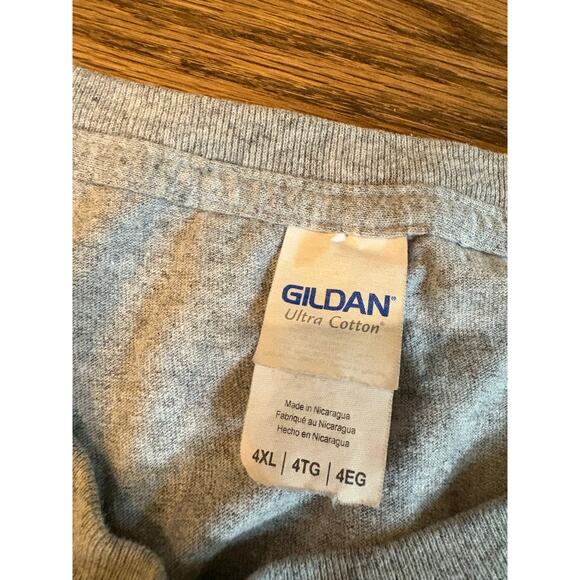 GILDAN®
Ultra Cotton®
Made in Nicaragua
Fabriqué au Nicaragua
Hecho en Nicaragua
4XL | 4TG | 4EG